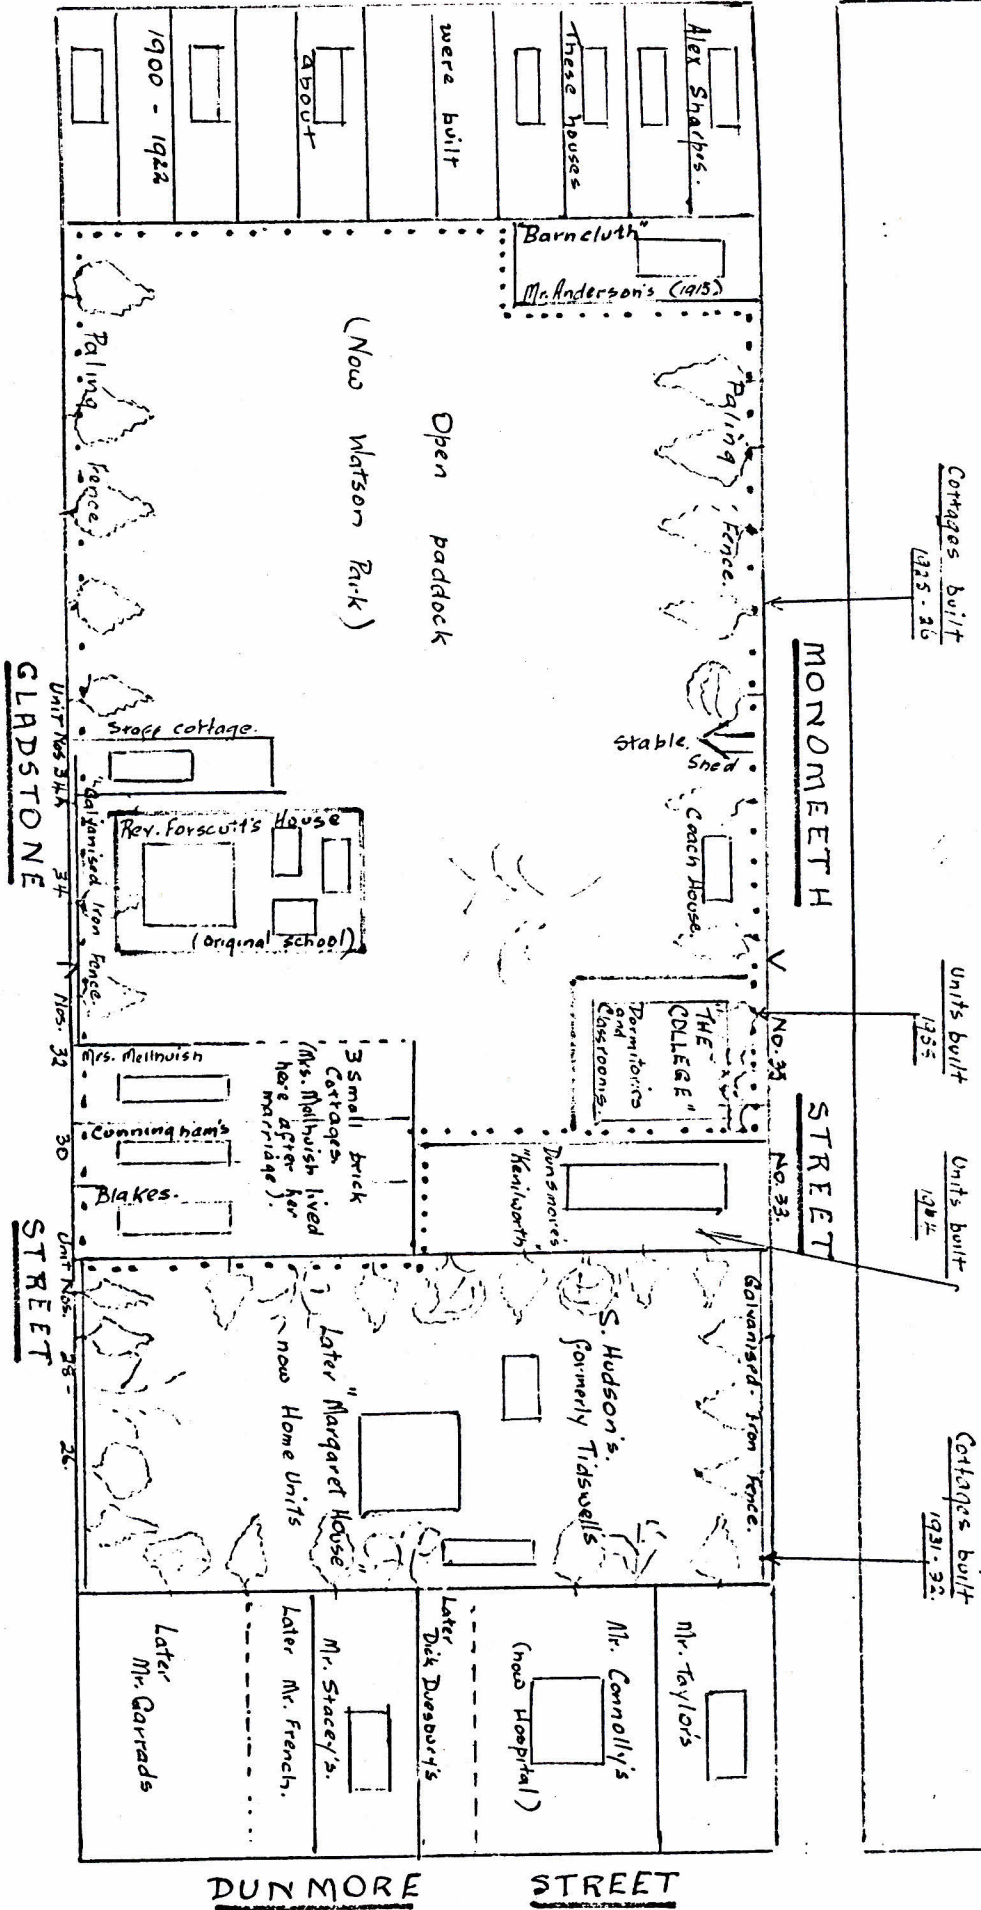 Alex Sharpes.
These houses
were built
about
1900 - 1922
"Barncluth"
Mr. Anderson's (1915)
Paling Fence.
Paling Fence
Open paddock
(Now Watson Park)
Cottages built
1925-26
MONOMEETH
STREET
Stable.
Shed
Coach House.
Staff cottage.
Rev. Forscutt's House
(original school)
Galvanised Iron Fence.
GLADSTONE
STREET
Unit Nos 34A
34
Nos. 32
30
Unit Nos. 28-
26.
Units built
1955
No. 35
THE
"COLLEGE"
Dormitories
and
Classrooms.
Mrs. Mellhuish
Cunningham's
Blakes.
3 small brick
Cottages.
(Mrs. Mellhuish lived
here after her
marriage).
No. 33.
Dunsmore's
"Kenilworth"
Units built
Galvanised-Iron Fence.
S. Hudson's.
formerly Tidswells
Later "Margaret House"
now Home Units
Cottages built
1931-32.
Mr. Taylor's
Mr. Connolly's
(now Hospital)
Later
Dick Duesbury's
Mr. Stacey's.
Later Mr. French.
Later
Mr. Garrads
DUNMORE STREET